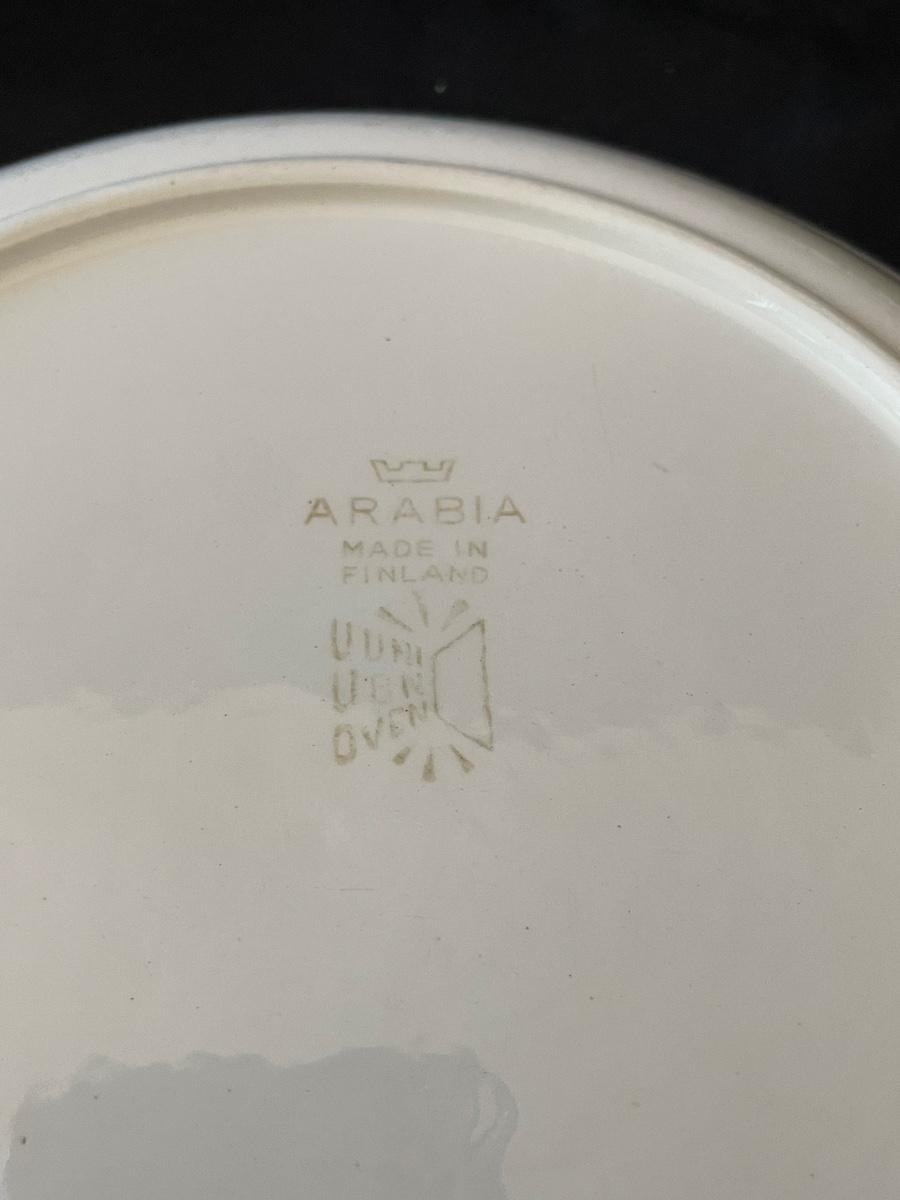 ARABIA
MADE IN
FINLAND
UUNI
UGN
OVEN